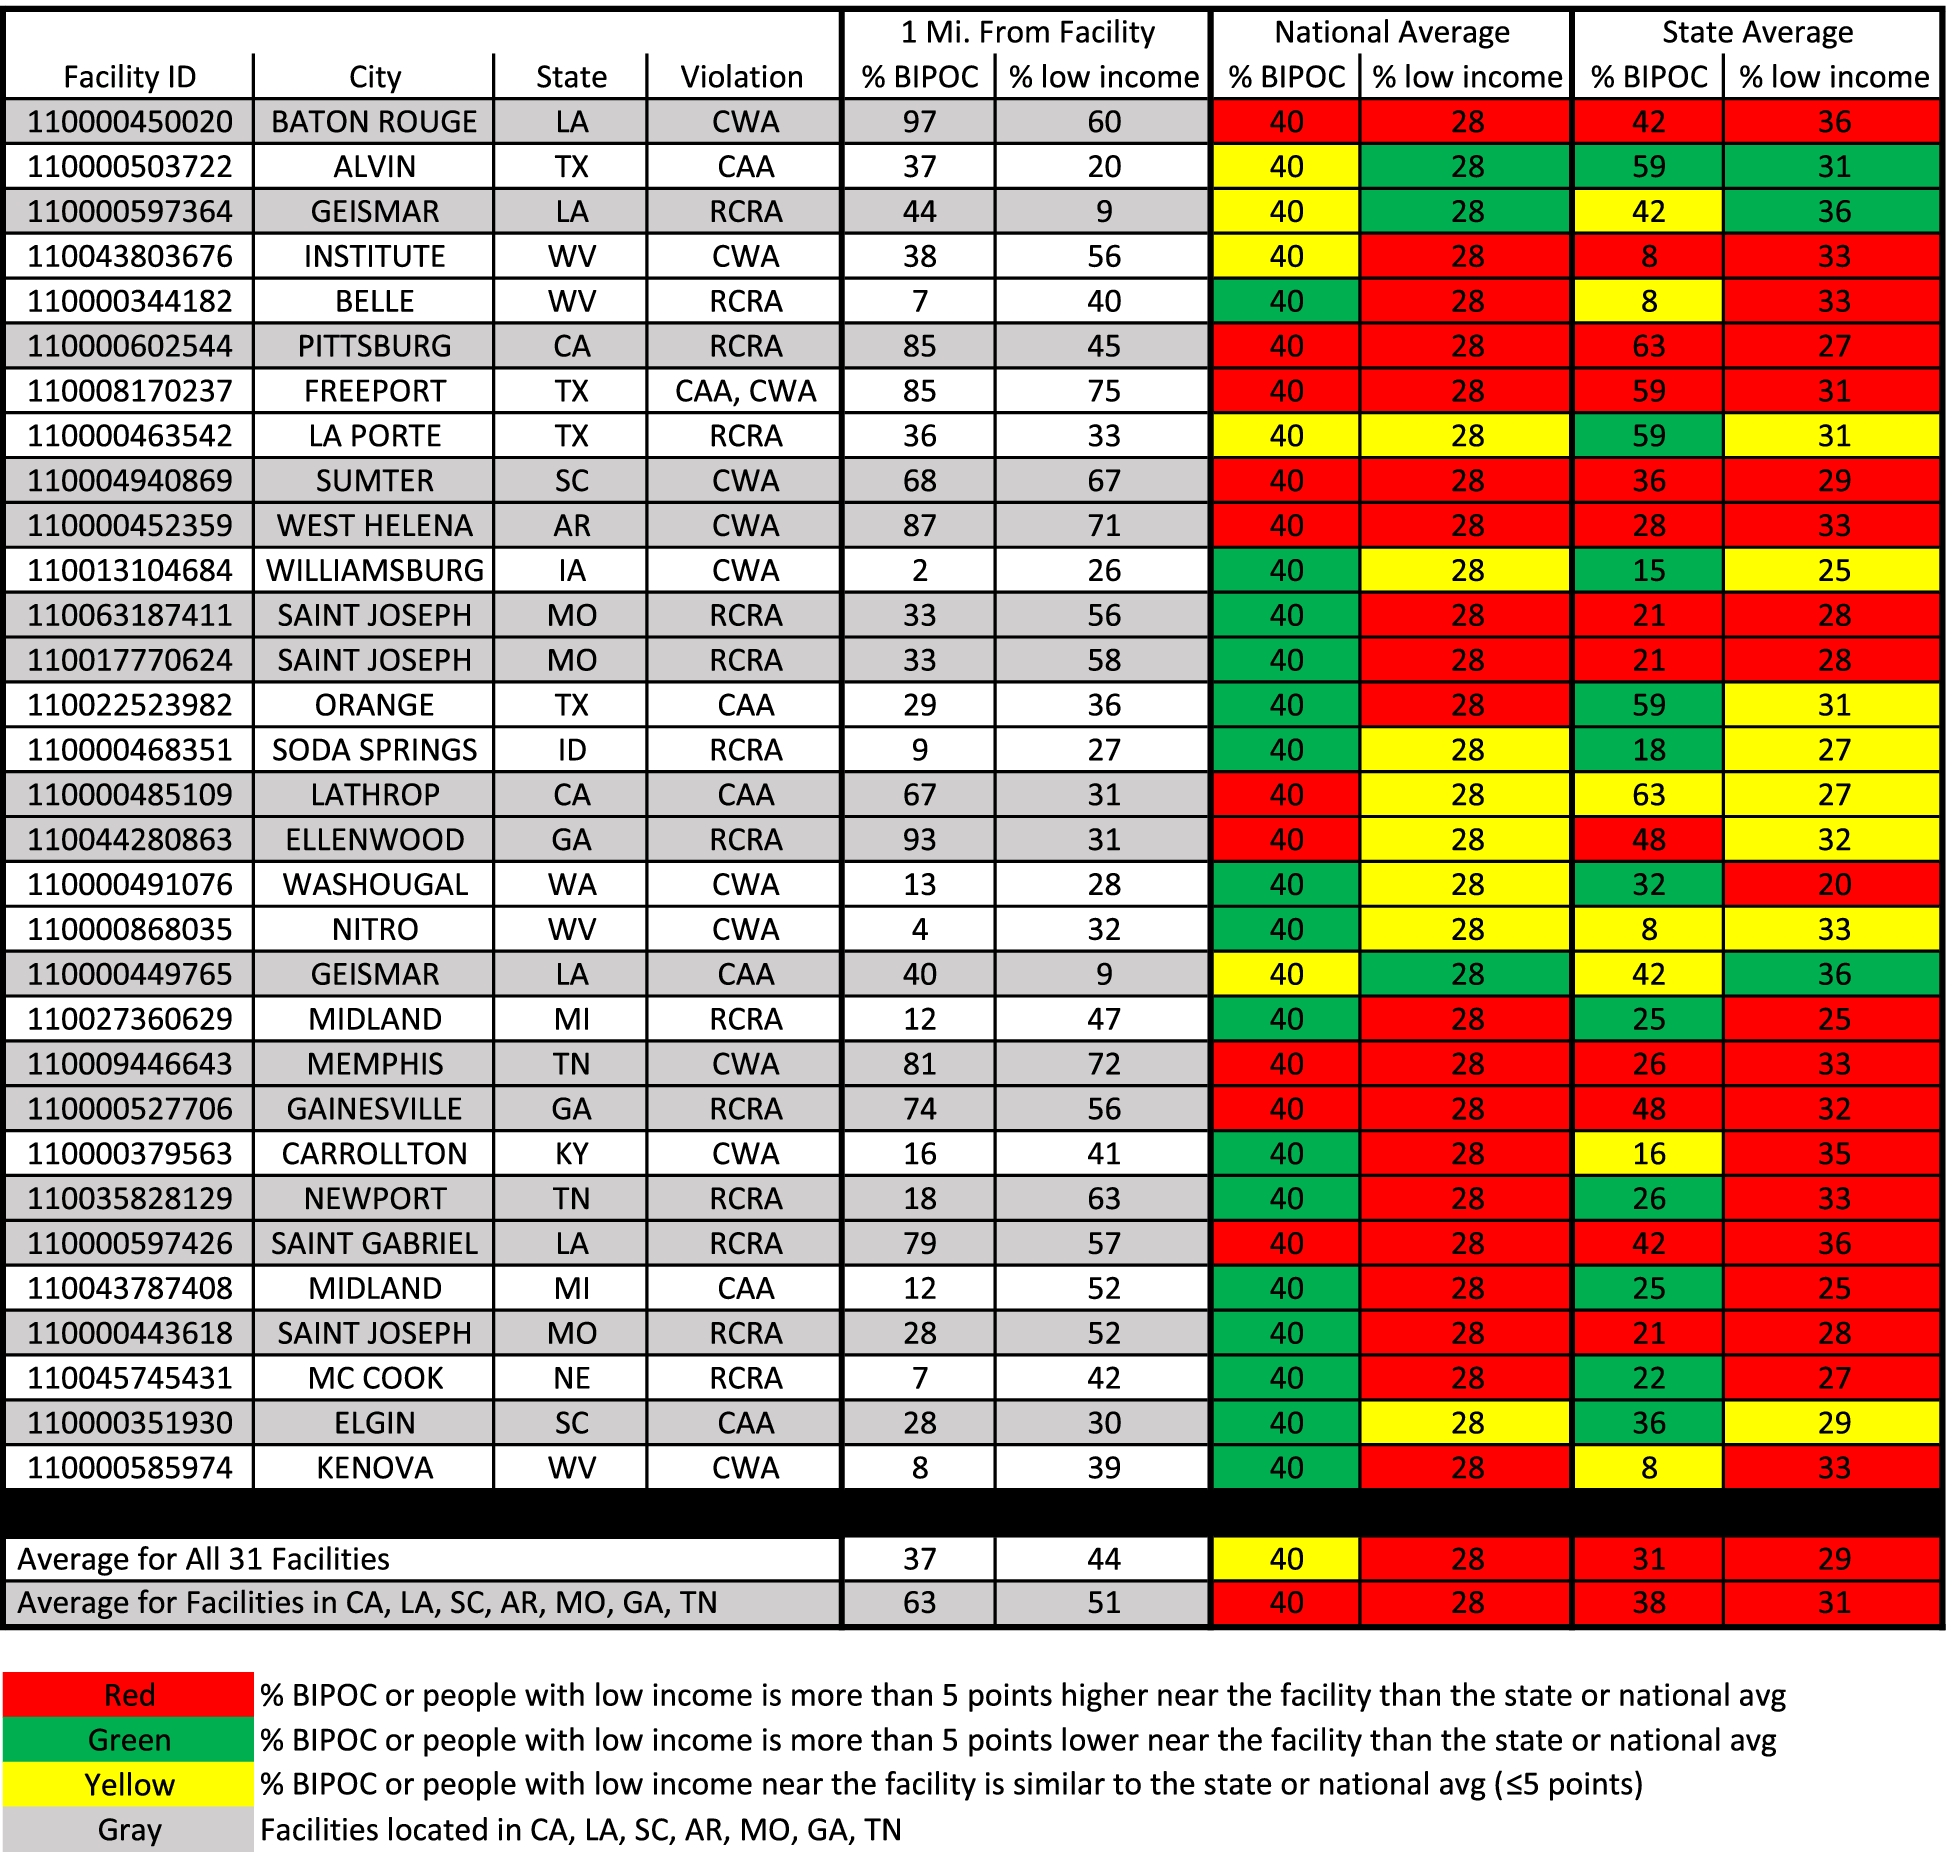 1 Mi. From Facility National Average State Average
Facility ID City State Violation % BIPOC % low income % BIPOC % low income % BIPOC % low income
110000450020 BATON ROUGE LA CWA 97 60 40 28 42 36
110000503722 ALVIN TX CAA 37 20 40 28 59 31
110000597364 GEISMAR LA RCRA 44 9 40 28 42 36
110043803676 INSTITUTE WV CWA 38 56 40 28 8 33
110000344182 BELLE WV RCRA 7 40 40 28 8 33
110000602544 PITTSBURG CA RCRA 85 45 40 28 63 27
110008170237 FREEPORT TX CAA, CWA 85 75 40 28 59 31
110000463542 LA PORTE TX RCRA 36 33 40 28 59 31
110004940869 SUMTER SC CWA 68 67 40 28 36 29
110000452359 WEST HELENA AR CWA 87 71 40 28 28 33
110013104684 WILLIAMSBURG IA CWA 2 26 40 28 15 25
110063187411 SAINT JOSEPH MO RCRA 33 56 40 28 21 28
110017770624 SAINT JOSEPH MO RCRA 33 58 40 28 21 28
110022523982 ORANGE TX CAA 29 36 40 28 59 31
110000468351 SODA SPRINGS ID RCRA 9 27 40 28 18 27
110000485109 LATHROP CA CAA 67 31 40 28 63 27
110044280863 ELLENWOOD GA RCRA 93 31 40 28 48 32
110000491076 WASHOUGAL WA CWA 13 28 40 28 32 20
110000868035 NITRO WV CWA 4 32 40 28 8 33
110000449765 GEISMAR LA CAA 40 9 40 28 42 36
110027360629 MIDLAND MI RCRA 12 47 40 28 25 25
110009446643 MEMPHIS TN CWA 81 72 40 28 26 33
110000527706 GAINESVILLE GA RCRA 74 56 40 28 48 32
110000379563 CARROLLTON KY CWA 16 41 40 28 16 35
110035828129 NEWPORT TN RCRA 18 63 40 28 26 33
110000597426 SAINT GABRIEL LA RCRA 79 57 40 28 42 36
110043787408 MIDLAND MI CAA 12 52 40 28 25 25
110000443618 SAINT JOSEPH MO RCRA 28 52 40 28 21 28
110045745431 MC COOK NE RCRA 7 42 40 28 22 27
110000351930 ELGIN SC CAA 28 30 40 28 36 29
110000585974 KENOVA WV CWA 8 39 40 28 8 33
Average for All 31 Facilities 37 44 40 28 31 29
Average for Facilities in CA, LA, SC, AR, MO, GA, TN 63 51 40 28 38 31
Red % BIPOC or people with low income is more than 5 points higher near the facility than the state or national avg
Green % BIPOC or people with low income is more than 5 points lower near the facility than the state or national avg
Yellow % BIPOC or people with low income near the facility is similar to the state or national avg (≤5 points)
Gray Facilities located in CA, LA, SC, AR, MO, GA, TN